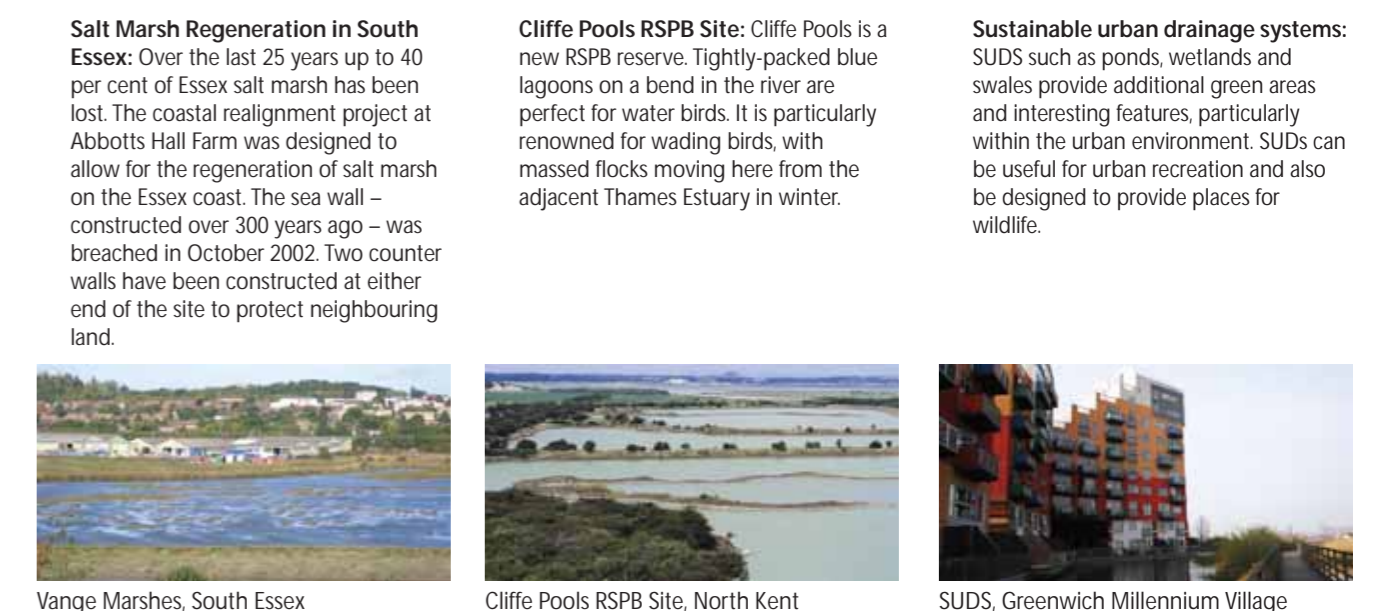 Salt Marsh Regeneration in South
Essex: Over the last 25 years up to 40
per cent of Essex salt marsh has been
lost. The coastal realignment project at
Abbotts Hall Farm was designed to
allow for the regeneration of salt marsh
on the Essex coast. The sea wall –
constructed over 300 years ago – was
breached in October 2002. Two counter
walls have been constructed at either
end of the site to protect neighbouring
land.
Vange Marshes, South Essex
Cliffe Pools RSPB Site: Cliffe Pools is a
new RSPB reserve. Tightly-packed blue
lagoons on a bend in the river are
perfect for water birds. It is particularly
renowned for wading birds, with
massed flocks moving here from the
adjacent Thames Estuary in winter.
Cliffe Pools RSPB Site, North Kent
Sustainable urban drainage systems:
SUDS such as ponds, wetlands and
swales provide additional green areas
and interesting features, particularly
within the urban environment. SUDs can
be useful for urban recreation and also
be designed to provide places for
wildlife.
SUDS, Greenwich Millennium Village